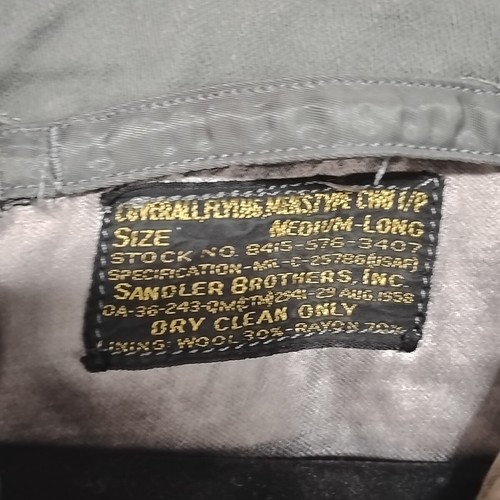 COVERALL, FLYING, MENS TYPE CWU 1/P
SIZE MEDIUM-LONG
STOCK NO. 8415-576-3407
SPECIFICATION-MIL-C-25786(USAF)
SANDLER BROTHERS, INC.
DA-36-243-QM(CTM)2941-29 AUG.1958
DRY CLEAN ONLY
LINING: WOOL 30%-RAYON 70%